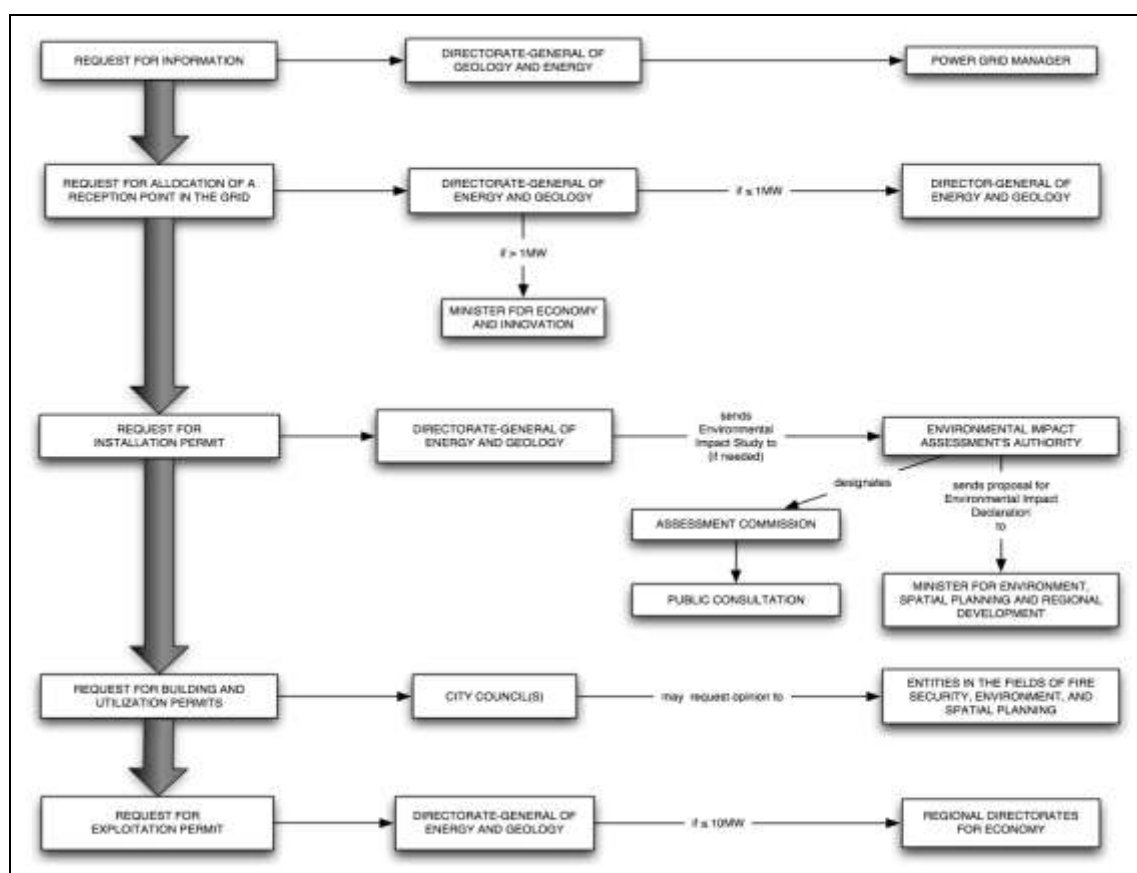 REQUEST FOR INFORMATION
DIRECTORATE-GENERAL OF
GEOLOGY AND ENERGY
POWER GRID MANAGER
REQUEST FOR ALLOCATION OF A
RECEPTION POINT IN THE GRID
DIRECTORATE-GENERAL OF
ENERGY AND GEOLOGY
if ≤ 1MW
DIRECTOR-GENERAL OF
ENERGY AND GEOLOGY
if > 1MW
MINISTER FOR ECONOMY
AND INNOVATION
REQUEST FOR
INSTALLATION PERMIT
DIRECTORATE-GENERAL OF
ENERGY AND GEOLOGY
sends
Environmental
Impact Study to
(if needed)
ENVIRONMENTAL IMPACT
ASSESSMENT'S AUTHORITY
designates
sends proposal for
Environmental Impact
Declaration
to
ASSESSMENT COMMISSION
PUBLIC CONSULTATION
MINISTER FOR ENVIRONMENT,
SPATIAL PLANNING AND REGIONAL
DEVELOPMENT
REQUEST FOR BUILDING AND
UTILIZATION PERMITS
CITY COUNCIL(S)
may request opinion to
ENTITIES IN THE FIELDS OF FIRE
SECURITY, ENVIRONMENT, AND
SPATIAL PLANNING
REQUEST FOR
EXPLOITATION PERMIT
DIRECTORATE-GENERAL OF
ENERGY AND GEOLOGY
if ≤ 10MW
REGIONAL DIRECTORATES
FOR ECONOMY